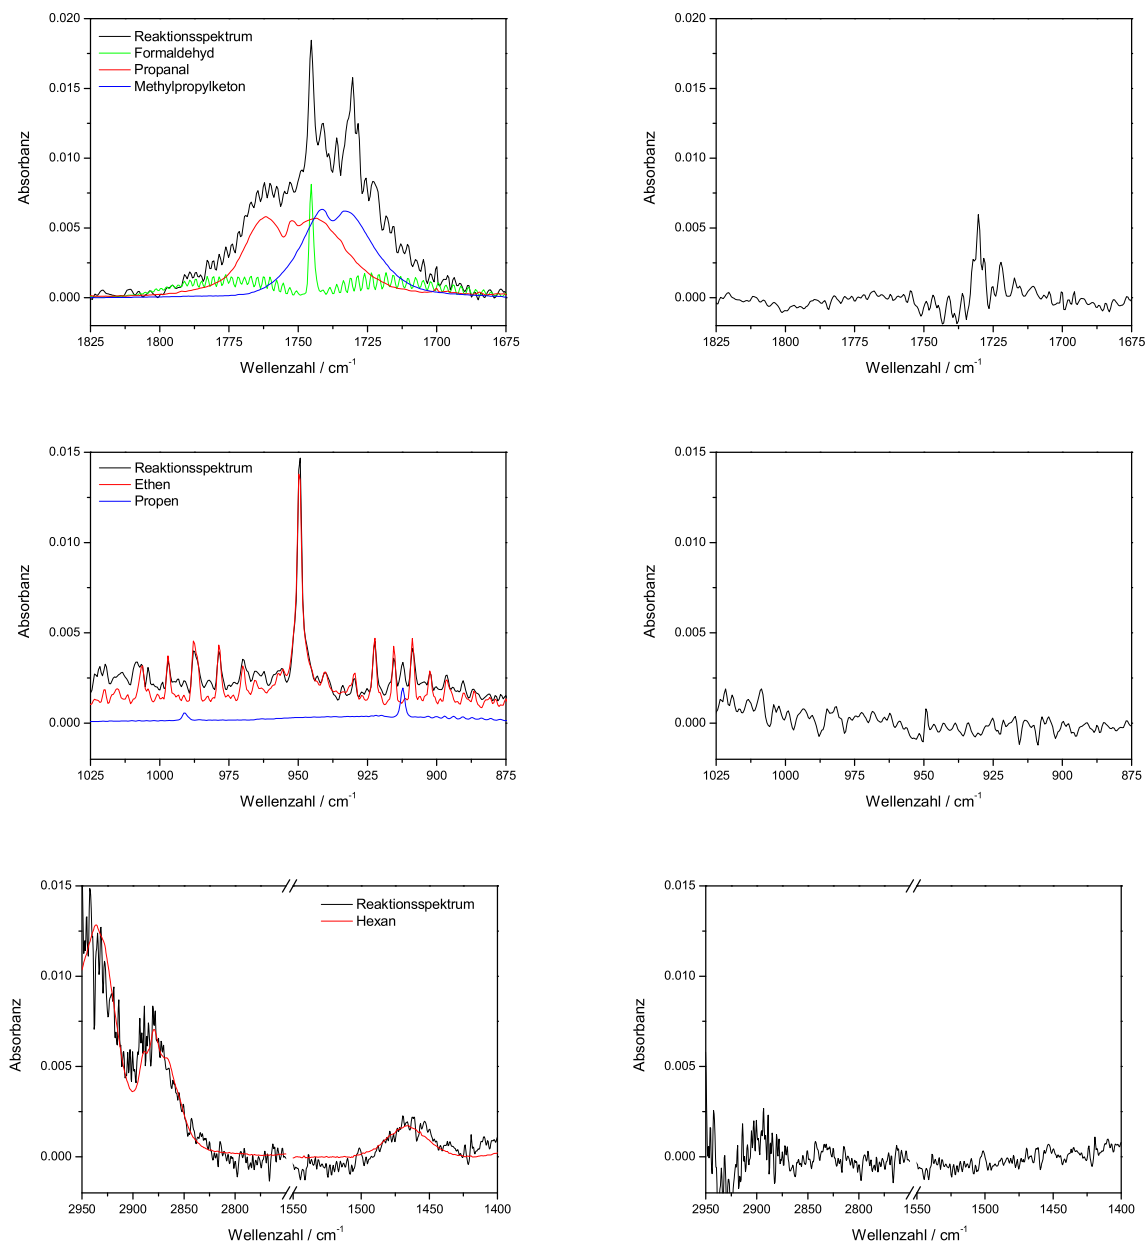 0.020
0.015
0.010
0.005
0.000
Absorbanz
Reaktionsspektrum
Formaldehyd
Propanal
Methylpropylketon
1825 1800 1775 1750 1725 1700 1675
Wellenzahl / cm-1
0.020
0.015
0.010
0.005
0.000
Absorbanz
1825 1800 1775 1750 1725 1700 1675
Wellenzahl / cm-1
0.015
0.010
0.005
0.000
Absorbanz
Reaktionsspektrum
Ethen
Propen
1025 1000 975 950 925 900 875
Wellenzahl / cm-1
0.015
0.010
0.005
0.000
Absorbanz
1025 1000 975 950 925 900 875
Wellenzahl / cm-1
0.015
0.010
0.005
0.000
Absorbanz
Reaktionsspektrum
Hexan
2950 2900 2850 2800 1550 1500 1450 1400
Wellenzahl / cm-1
0.015
0.010
0.005
0.000
Absorbanz
2950 2900 2850 2800 1550 1500 1450 1400
Wellenzahl / cm-1